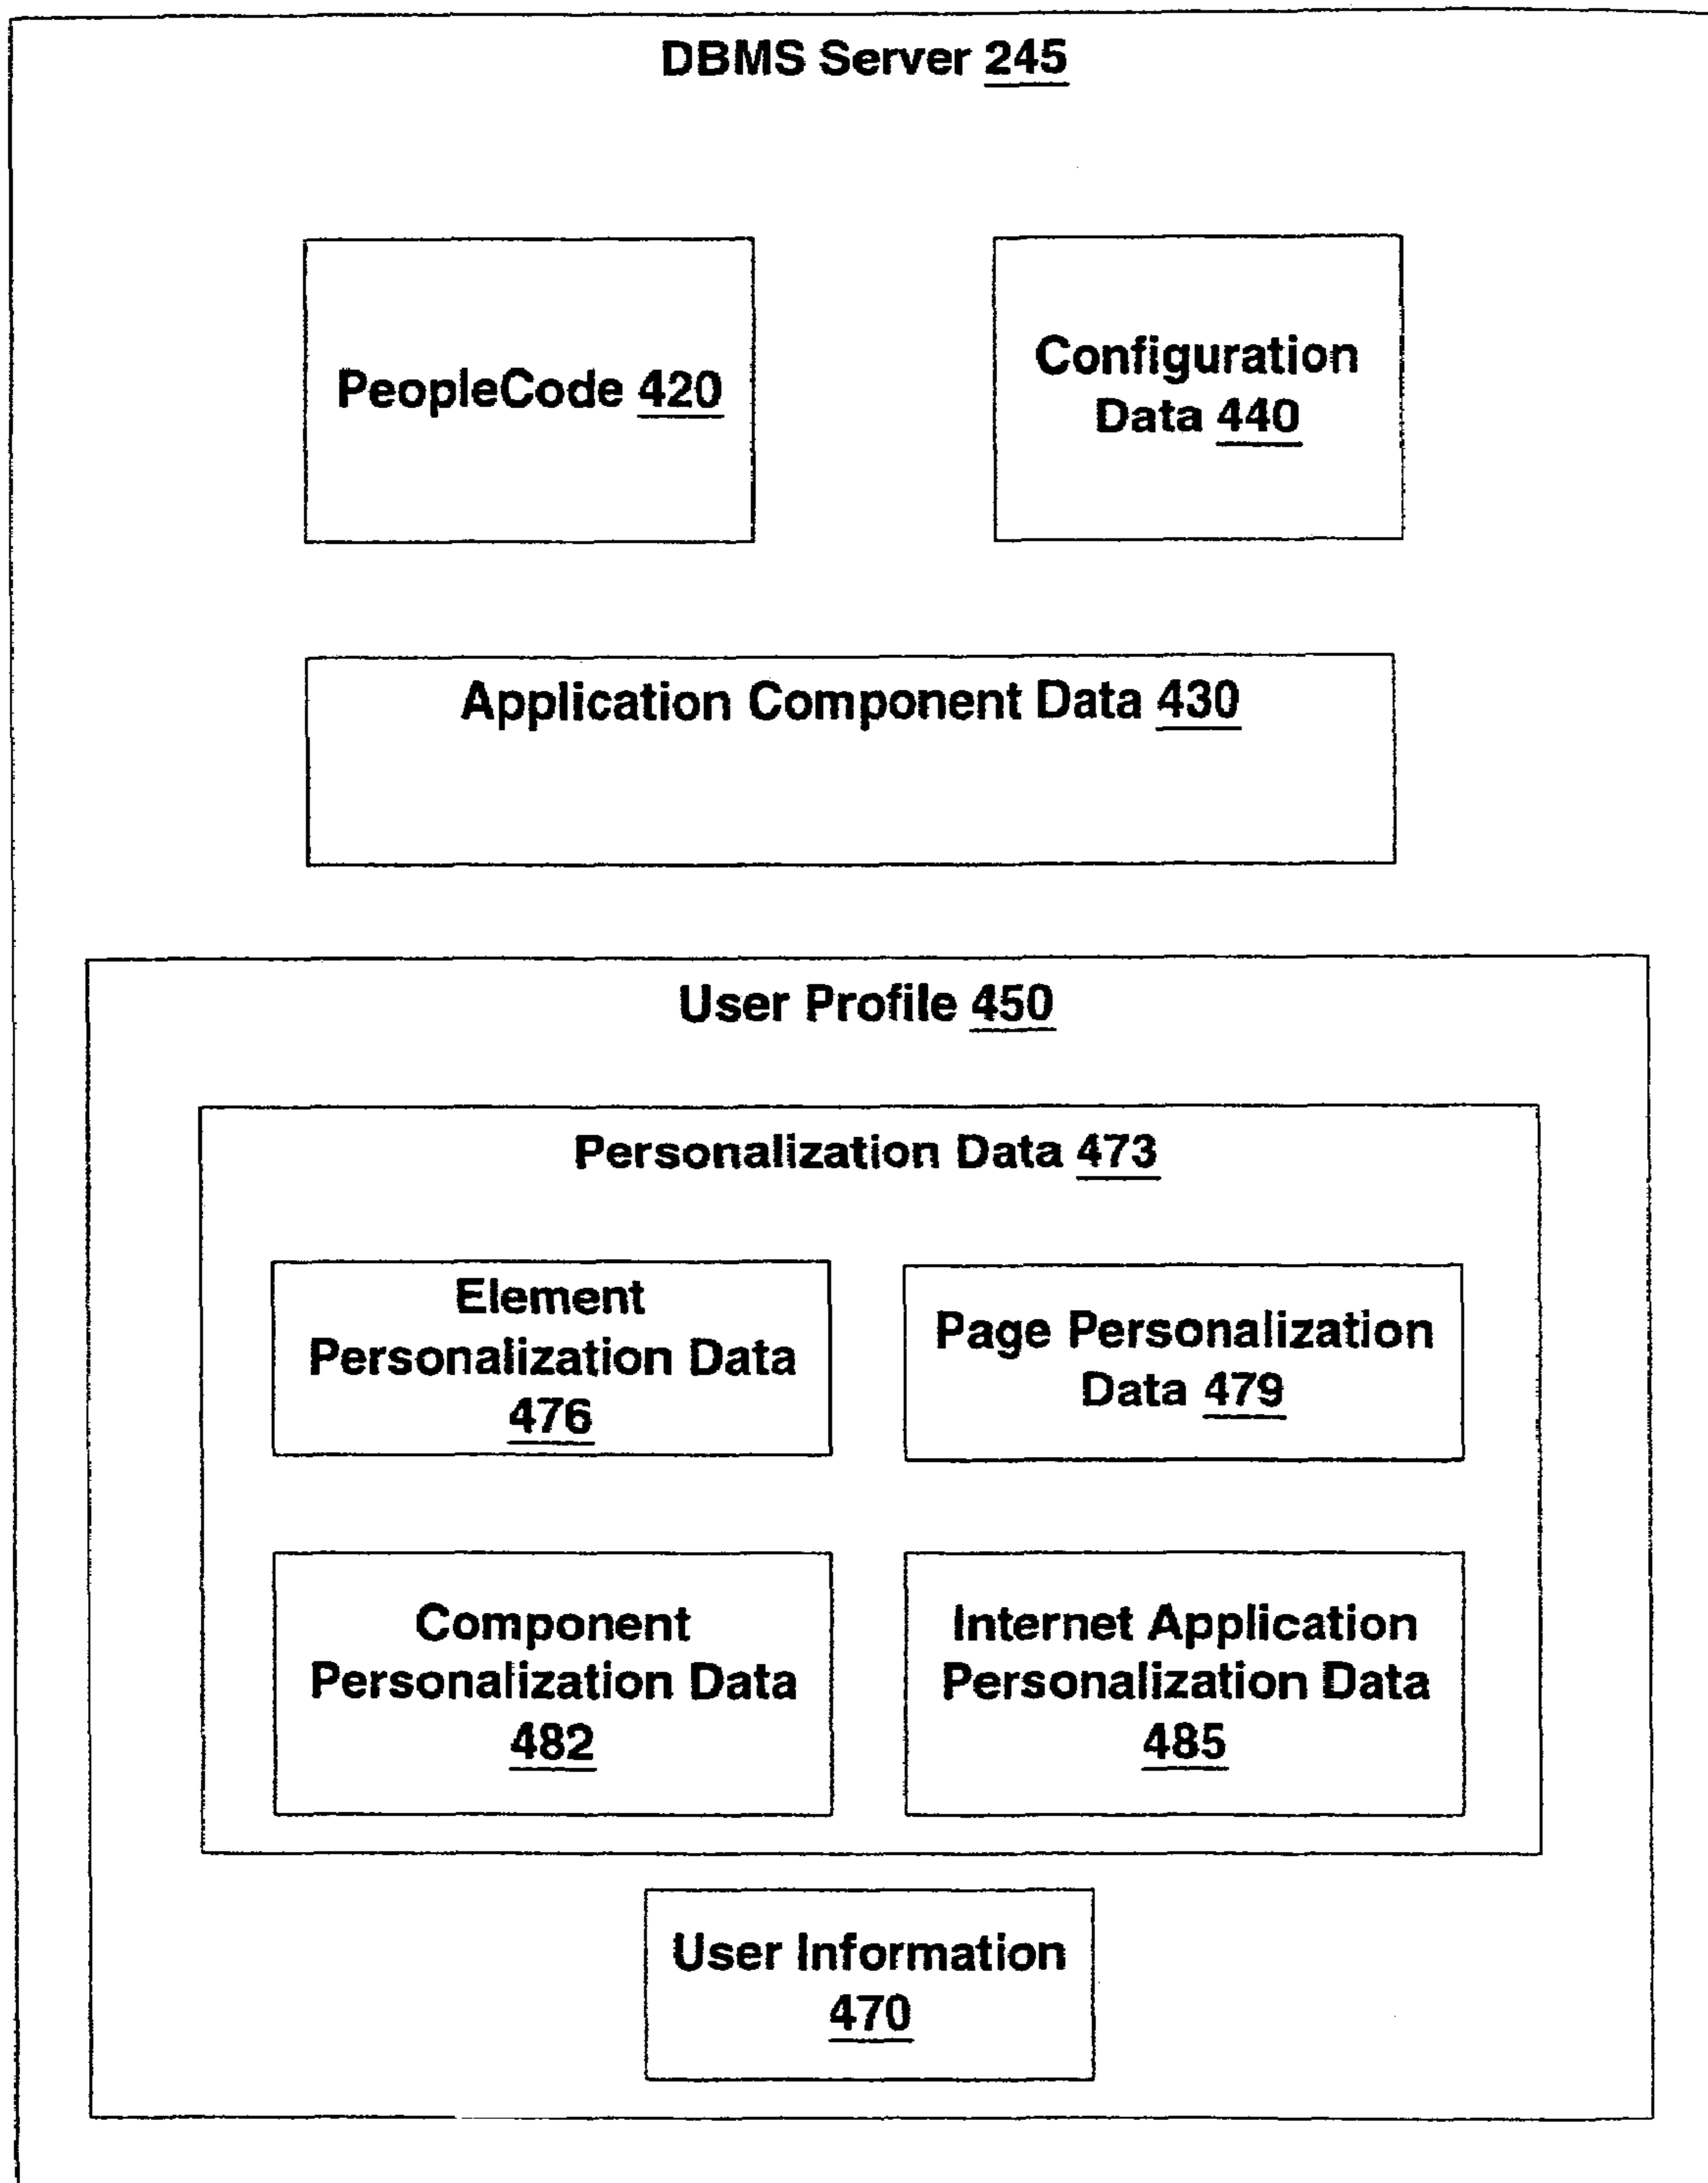 DBMS Server 245
PeopleCode 420
Configuration
Data 440
Application Component Data 430
User Profile 450
Personalization Data 473
Element
Personalization Data
476
Page Personalization
Data 479
Component
Personalization Data
482
Internet Application
Personalization Data
485
User Information
470